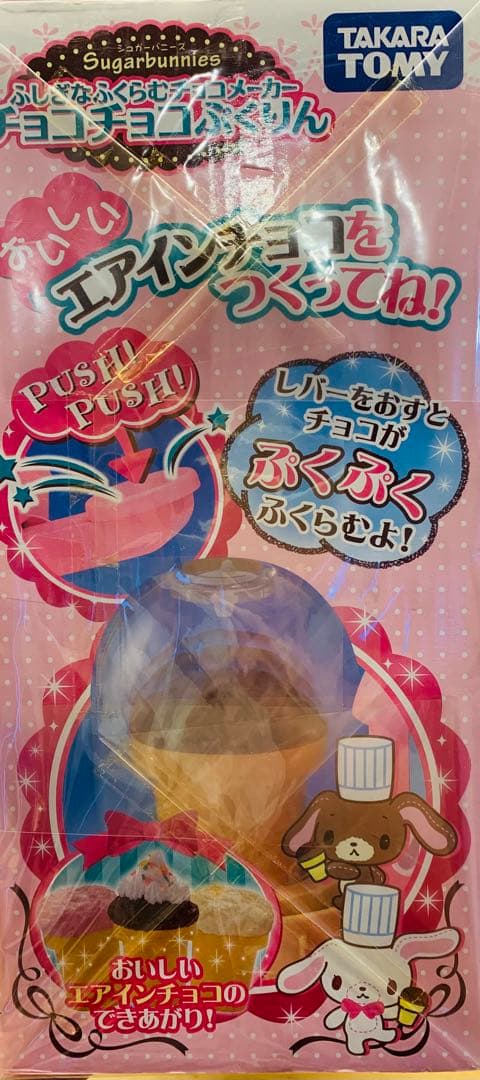 シュガーバニーズ
Sugarbunnies
TAKARA
TOMY
ふしぎなふくらむチョコメーカー
チョコチョコぷくりん
おいしい
エアインチョコを
つくってね!
PUSH!
PUSH!
レバーをおすと
チョコが
ぷくぷく
ふくらむよ!
おいしい
エアインチョコの
できあがり!